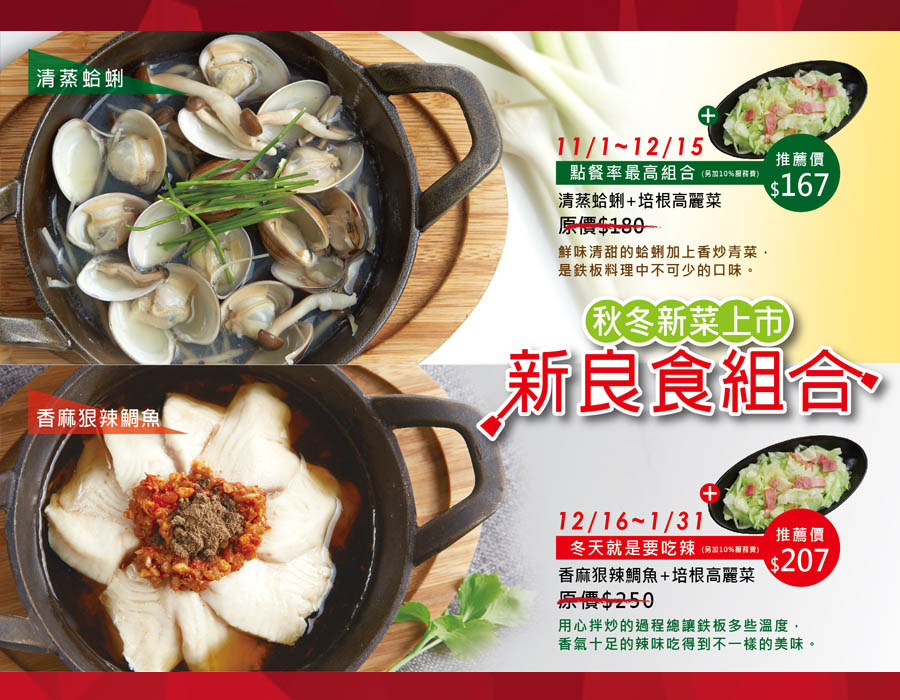 清蒸蛤蜊
11/1~12/15
點餐率最高組合 (另加10%服務費)
推薦價
$167
清蒸蛤蜊+培根高麗菜
原價$180
鮮味清甜的蛤蜊加上香炒青菜，
是鉄板料理中不可少的口味。
秋冬新菜上市
新良食組合
香麻狠辣鯛魚
12/16~1/31
冬天就是要吃辣 (另加10%服務費)
推薦價
$207
香麻狠辣鯛魚+培根高麗菜
原價$250
用心拌炒的過程總讓鉄板多些溫度，
香氣十足的辣味吃得到不一樣的美味。